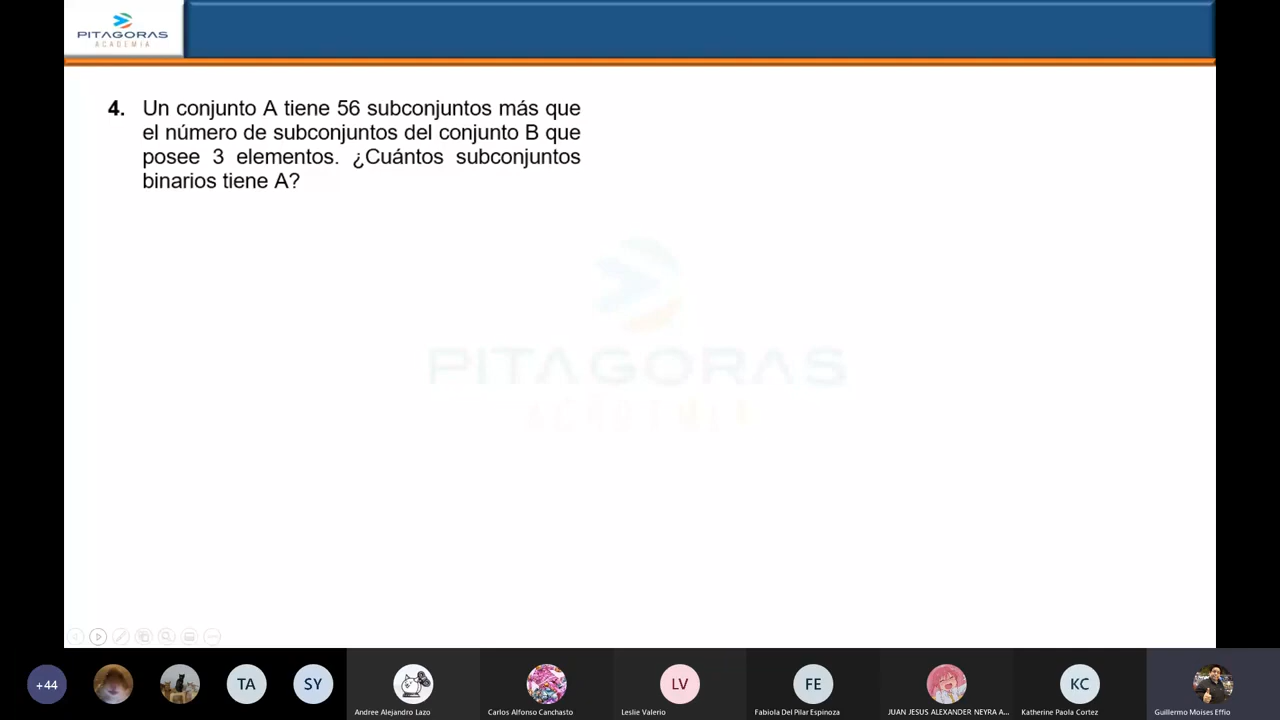 PITAGORAS
ACADEMIA
4. Un conjunto A tiene 56 subconjuntos más que
el número de subconjuntos del conjunto B que
posee 3 elementos. ¿Cuántos subconjuntos
binarios tiene A?
PITAGORAS
ACADEMIA
+44
TA
SY
LV
FE
KC
Andree Alejandro Lazo
Carlos Alfonso Canchasto
Leslie Valerio
Fabiola Del Pilar Espinoza
JUAN JESUS ALEXANDER NEYRA A...
Katherine Paola Cortez
Guillermo Moises Effio